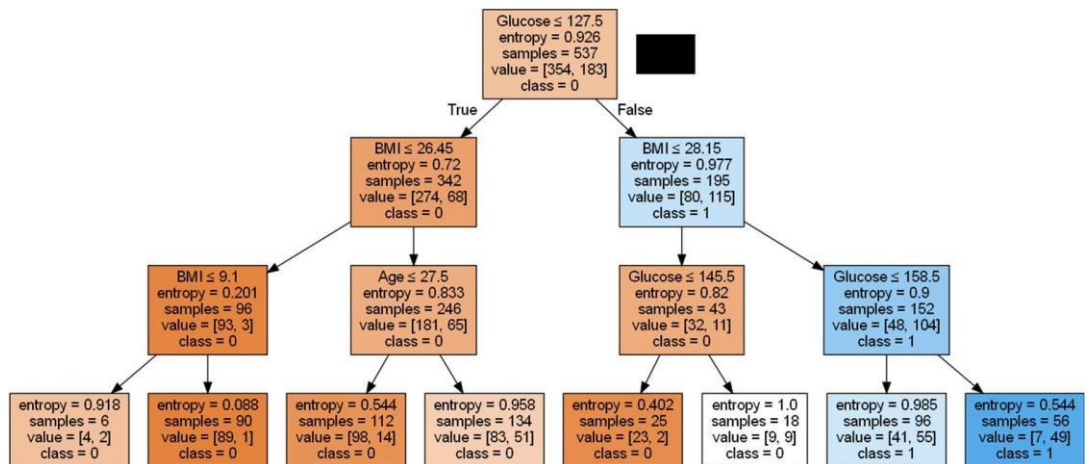 Glucose ≤ 127.5
entropy = 0.926
samples = 537
value = [354, 183]
class = 0
True
False
BMI ≤ 26.45
entropy = 0.72
samples = 342
value = [274, 68]
class = 0
BMI ≤ 28.15
entropy = 0.977
samples = 195
value = [80, 115]
class = 1
BMI ≤ 9.1
entropy = 0.201
samples = 96
value = [93, 3]
class = 0
Age ≤ 27.5
entropy = 0.833
samples = 246
value = [181, 65]
class = 0
Glucose ≤ 145.5
entropy = 0.82
samples = 43
value = [32, 11]
class = 0
Glucose ≤ 158.5
entropy = 0.9
samples = 152
value = [48, 104]
class = 1
entropy = 0.918
samples = 6
value = [4, 2]
class = 0
entropy = 0.088
samples = 90
value = [89, 1]
class = 0
entropy = 0.544
samples = 112
value = [98, 14]
class = 0
entropy = 0.958
samples = 134
value = [83, 51]
class = 0
entropy = 0.402
samples = 25
value = [23, 2]
class = 0
entropy = 1.0
samples = 18
value = [9, 9]
class = 0
entropy = 0.985
samples = 96
value = [41, 55]
class = 1
entropy = 0.544
samples = 56
value = [7, 49]
class = 1